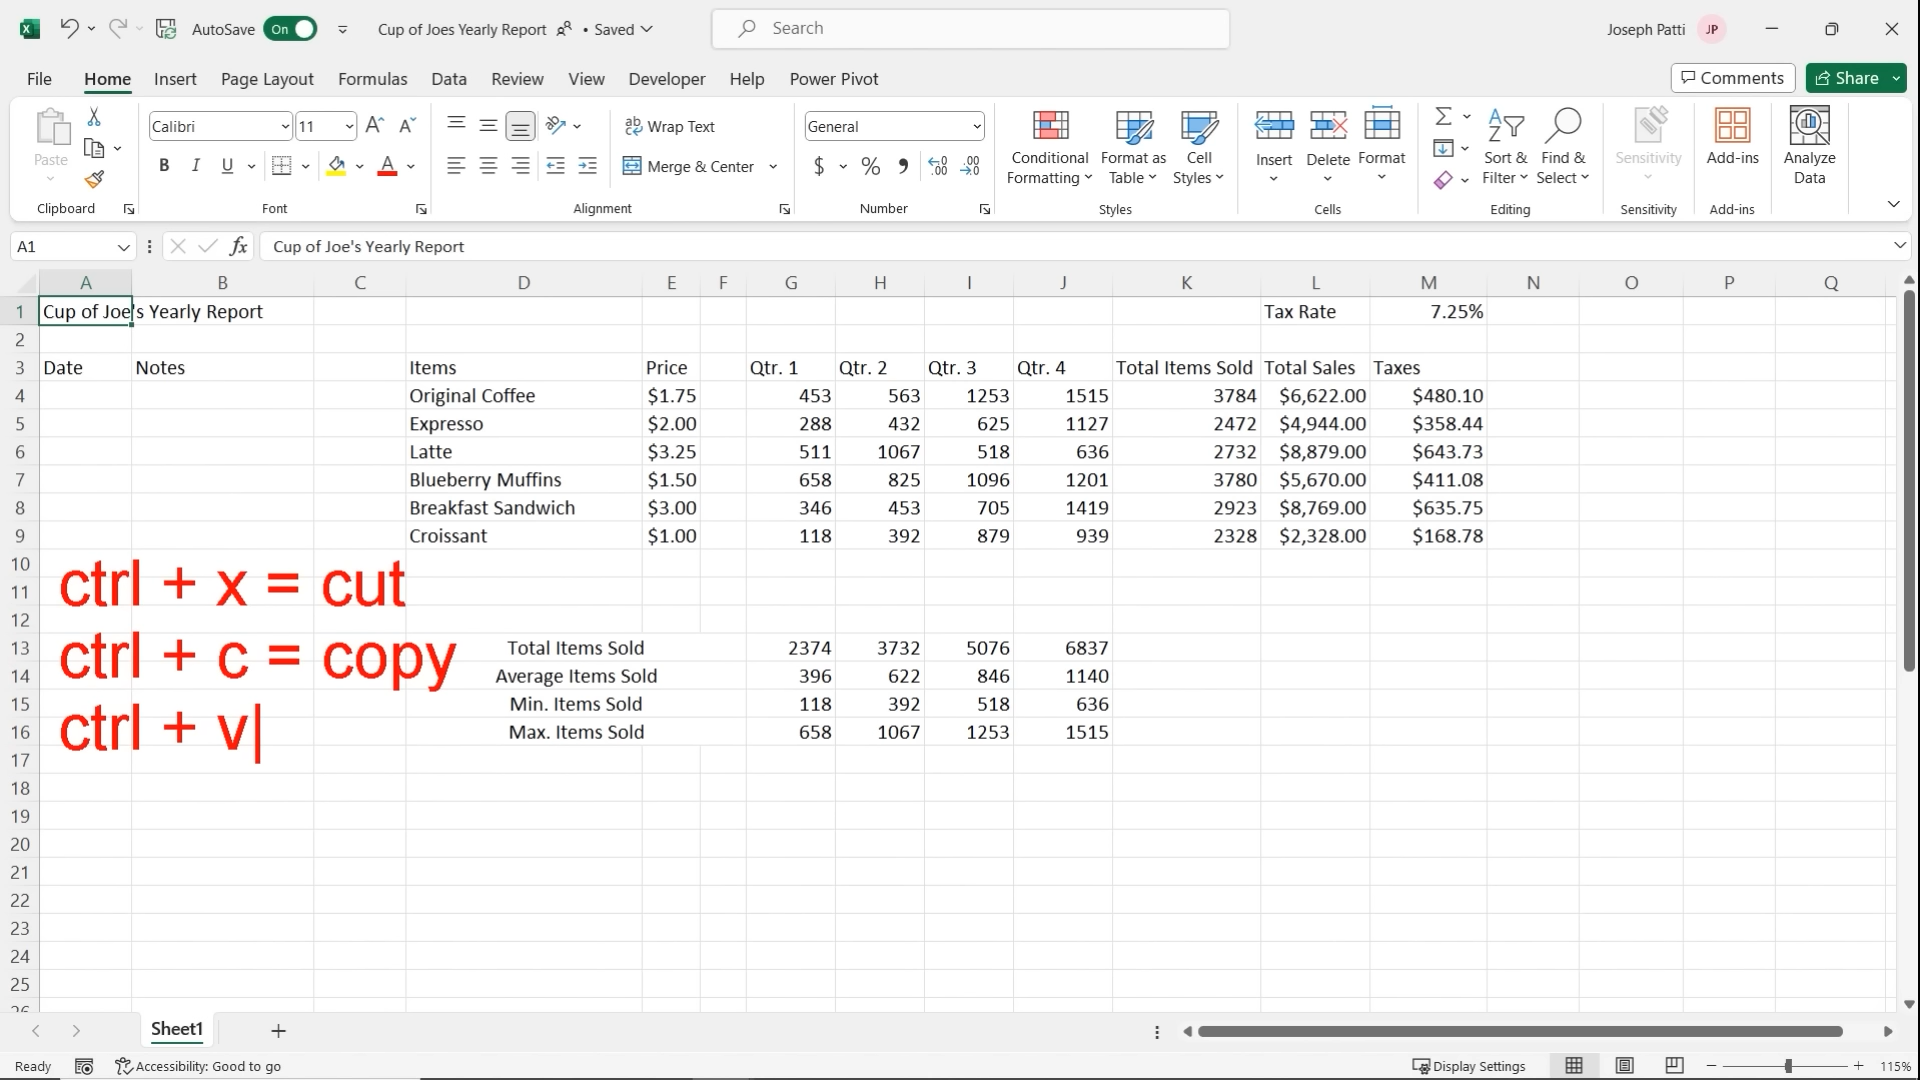 AutoSave On Cup of Joes Yearly Report • Saved Search Joseph Patti JP
File Home Insert Page Layout Formulas Data Review View Developer Help Power Pivot Comments Share
Paste Calibri 11 Wrap Text General Conditional Formatting Format as Table Cell Styles Insert Delete Format Sort & Filter Find & Select Sensitivity Add-ins Analyze Data
B I U A Merge & Center $ % , .00
Clipboard Font Alignment Number Styles Cells Editing Sensitivity Add-ins
A1 fx Cup of Joe's Yearly Report
A B C D E F G H I J K L M N O P Q
1 Cup of Joe's Yearly Report Tax Rate 7.25%
2
3 Date Notes Items Price Qtr. 1 Qtr. 2 Qtr. 3 Qtr. 4 Total Items Sold Total Sales Taxes
4 Original Coffee $1.75 453 563 1253 1515 3784 $6,622.00 $480.10
5 Expresso $2.00 288 432 625 1127 2472 $4,944.00 $358.44
6 Latte $3.25 511 1067 518 636 2732 $8,879.00 $643.73
7 Blueberry Muffins $1.50 658 825 1096 1201 3780 $5,670.00 $411.08
8 Breakfast Sandwich $3.00 346 453 705 1419 2923 $8,769.00 $635.75
9 Croissant $1.00 118 392 879 939 2328 $2,328.00 $168.78
10
11
12
ctrl + x = cut
13 Total Items Sold 2374 3732 5076 6837
ctrl + c = copy
14 Average Items Sold 396 622 846 1140
15 Min. Items Sold 118 392 518 636
ctrl + v
16 Max. Items Sold 658 1067 1253 1515
17
18
19
20
21
22
23
24
25
Sheet1
Ready Accessibility: Good to go Display Settings 115%